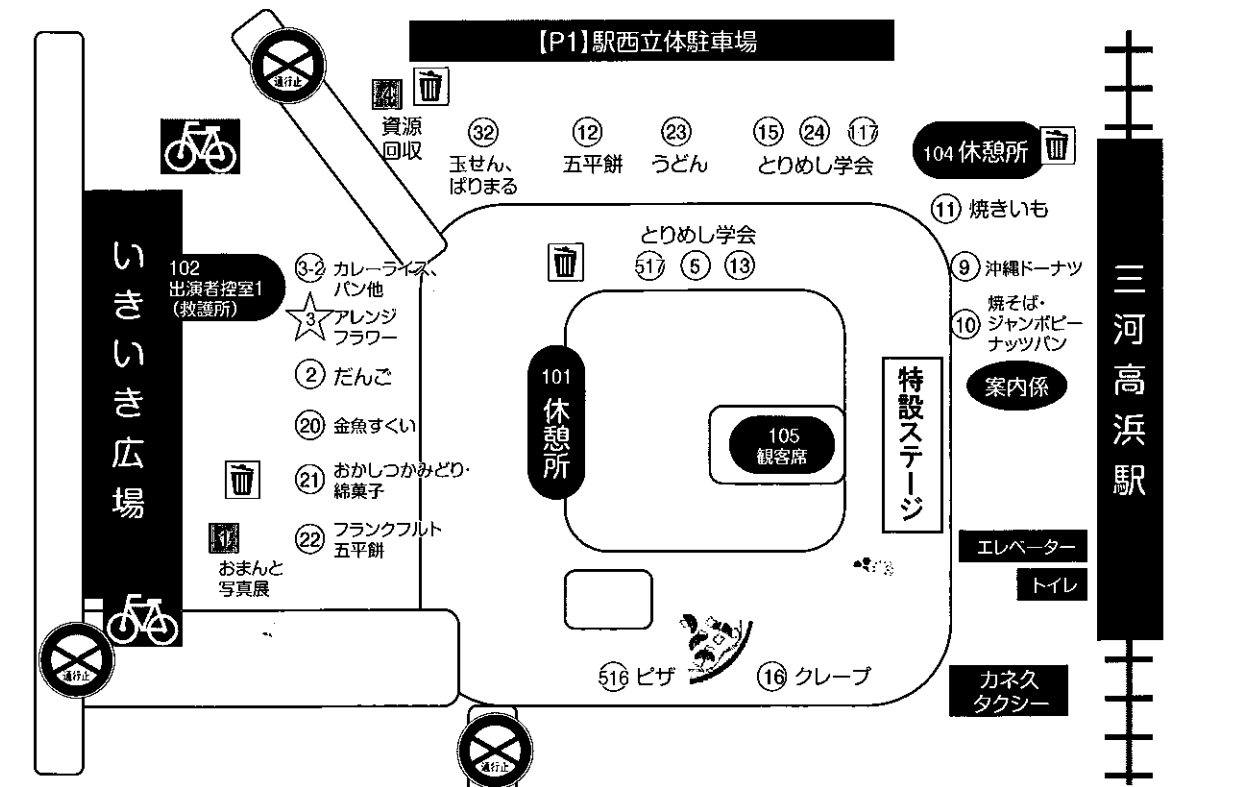 【P1】駅西立体駐車場
通行止
4
資源
回収
32
玉せん、
ぱりまる
12
五平餅
23
うどん
15 24 117
とりめし学会
104 休憩所
11 焼きいも
とりめし学会
517 5 13
9 沖縄ドーナツ
10 焼そば・
ジャンボピー
ナッツパン
案内係
三河高浜駅
いきいき広場
102
出演者控室1
(救護所)
3-2 カレーライス、
パン他
3 アレンジ
フラワー
2 だんご
20 金魚すくい
21 おかしつかみどり・
綿菓子
22 フランクフルト
五平餅
1
おまんと
写真展
101
休憩所
105
観客席
特設ステージ
エレベーター
トイレ
516 ピザ
16 クレープ
カネ久
タクシー
通行止
通行止